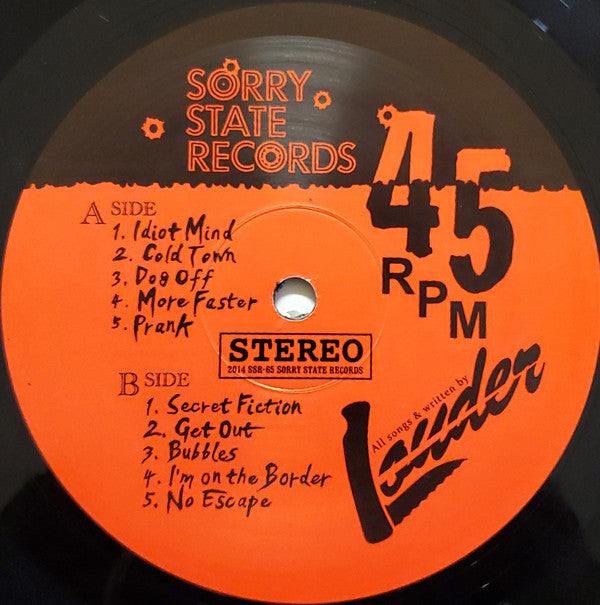 SORRY
STATE
RECORDS
45
RPM
A SIDE
1. Idiot Mind
2. Cold Town
3. Dog Off
4. More Faster
5. Prank
STEREO
2014 SSR-65 SORRY STATE RECORDS
B SIDE
1. Secret Fiction
2. Get Out
3. Bubbles
4. I'm on the Border
5. No Escape
All songs & written by
Louder